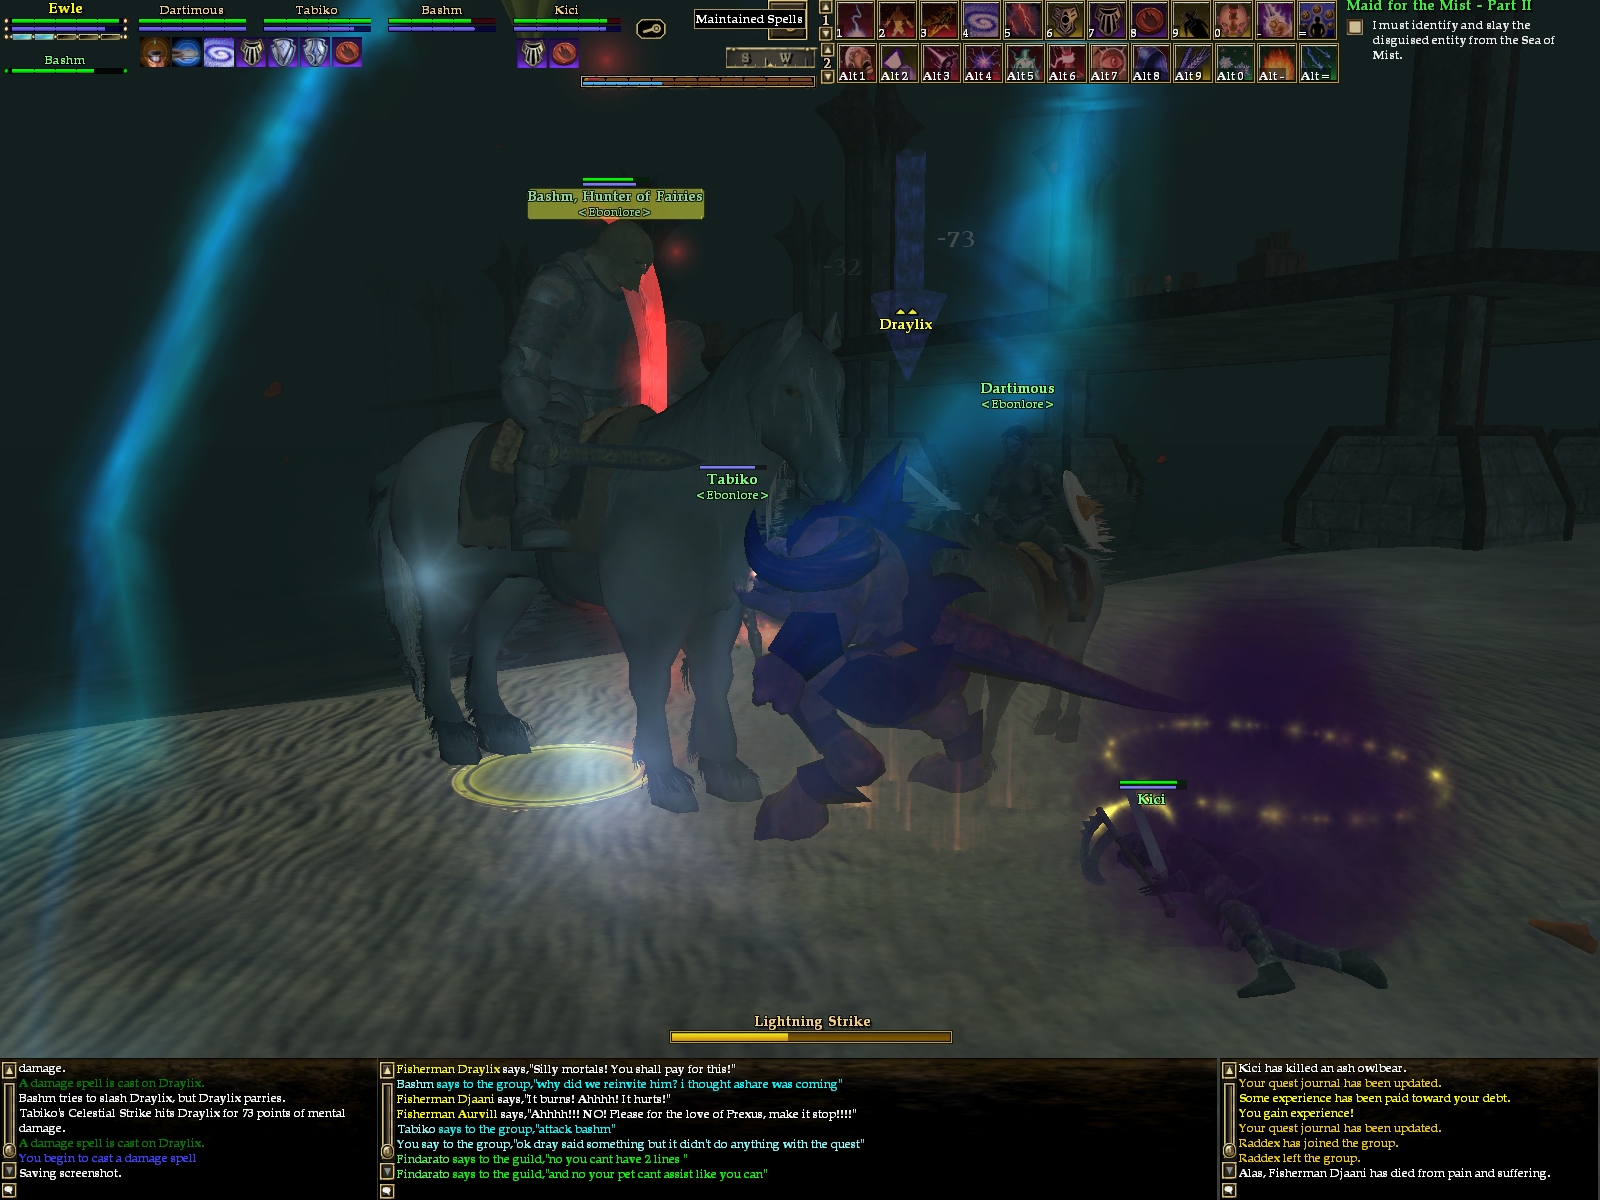 Ewle
Dartimous
Tabiko
Bashm
Kici
Bashm
Maintained Spells
S W
1
2
1
2
3
4
5
6
7
8
9
0
-
=
Alt1
Alt2
Alt3
Alt4
Alt5
Alt6
Alt7
Alt8
Alt9
Alt0
Alt-
Alt=
Maid for the Mist - Part II
I must identify and slay the
disguised entity from the Sea of
Mist.
Bashm, Hunter of Fairies
<Ebonlore>
-73
-32
Draylix
Dartimous
<Ebonlore>
Tabiko
<Ebonlore>
Kici
Lightning Strike
damage.
A damage spell is cast on Draylix.
Bashm tries to slash Draylix, but Draylix parries.
Tabiko's Celestial Strike hits Draylix for 73 points of mental
damage.
A damage spell is cast on Draylix.
You begin to cast a damage spell
Saving screenshot.
Fisherman Draylix says,"Silly mortals! You shall pay for this!"
Bashm says to the group,"why did we reinvite him? i thought ashare was coming"
Fisherman Djaani says,"It burns! Ahhhh! It hurts!"
Fisherman Aurvill says,"Ahhhh!!! NO! Please for the love of Prexus, make it stop!!!!"
Tabiko says to the group,"attack bashm"
You say to the group,"ok dray said something but it didn't do anything with the quest"
Findarato says to the guild,"no you cant have 2 lines "
Findarato says to the guild,"and no your pet cant assist like you can"
Kici has killed an ash owlbear.
Your quest journal has been updated.
Some experience has been paid toward your debt.
You gain experience!
Your quest journal has been updated.
Raddex has joined the group.
Raddex left the group.
Alas, Fisherman Djaani has died from pain and suffering.